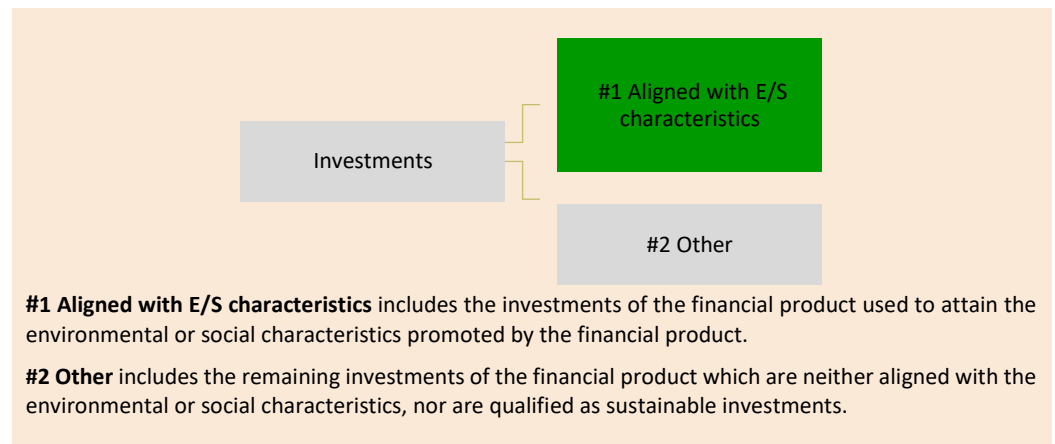 #1 Aligned with E/S
characteristics
Investments
#2 Other
#1 Aligned with E/S characteristics includes the investments of the financial product used to attain the
environmental or social characteristics promoted by the financial product.
#2 Other includes the remaining investments of the financial product which are neither aligned with the
environmental or social characteristics, nor are qualified as sustainable investments.